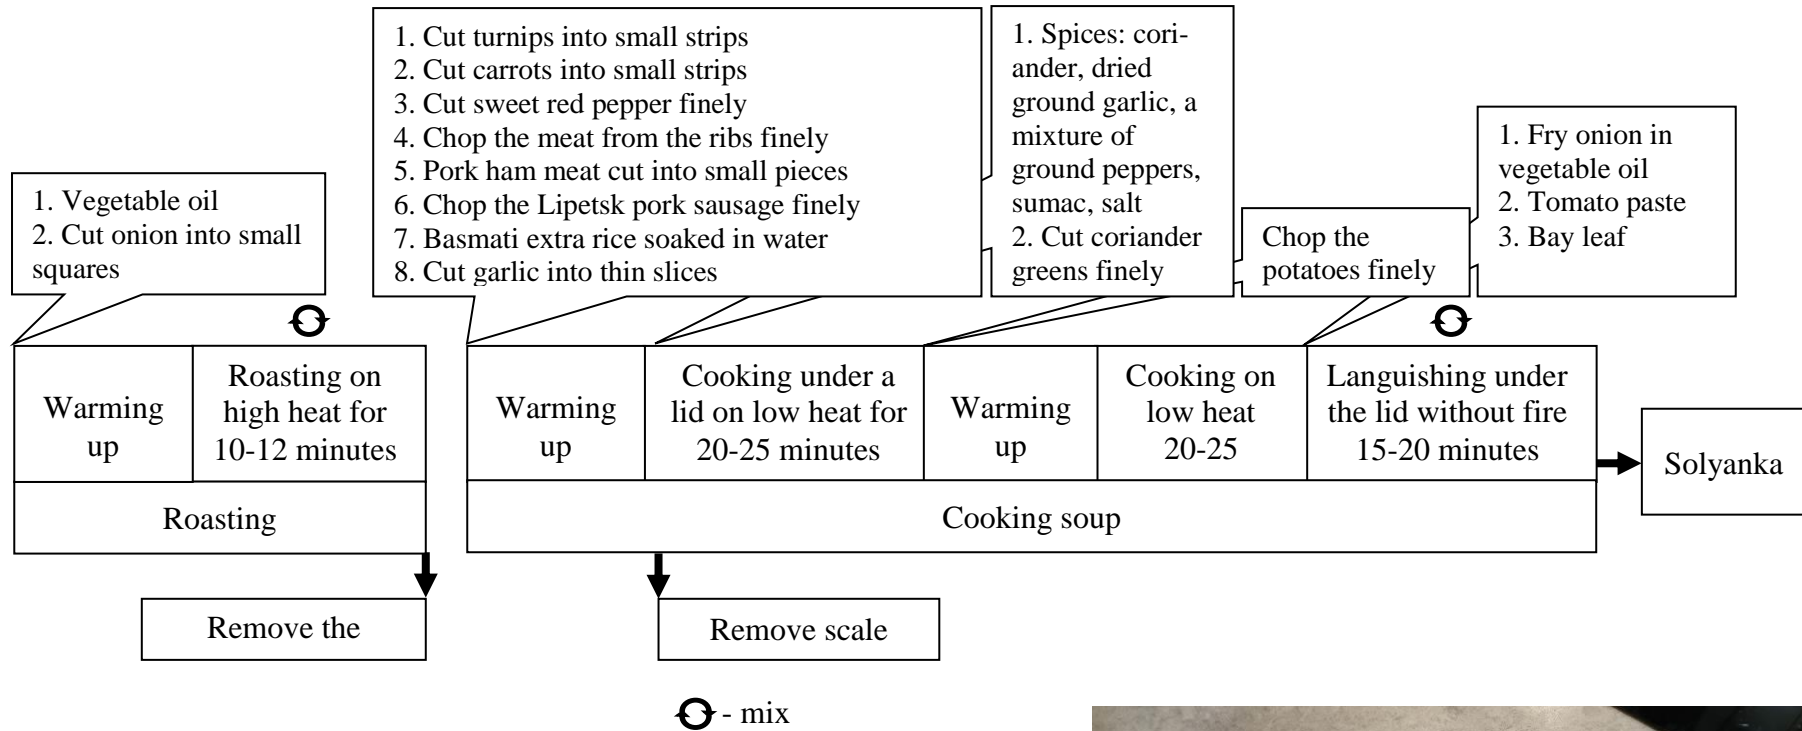 1. Vegetable oil
2. Cut onion into small
squares
1. Cut turnips into small strips
2. Cut carrots into small strips
3. Cut sweet red pepper finely
4. Chop the meat from the ribs finely
5. Pork ham meat cut into small pieces
6. Chop the Lipetsk pork sausage finely
7. Basmati extra rice soaked in water
8. Cut garlic into thin slices
1. Spices: cori-
ander, dried
ground garlic, a
mixture of
ground peppers,
sumac, salt
2. Cut coriander
greens finely
Chop the
potatoes finely
1. Fry onion in
vegetable oil
2. Tomato paste
3. Bay leaf
Warming
up
Roasting on
high heat for
10-12 minutes
Roasting
Warming
up
Cooking under a
lid on low heat for
20-25 minutes
Warming
up
Cooking on
low heat
20-25
Languishing under
the lid without fire
15-20 minutes
Cooking soup
Solyanka
Remove the
Remove scale
- mix